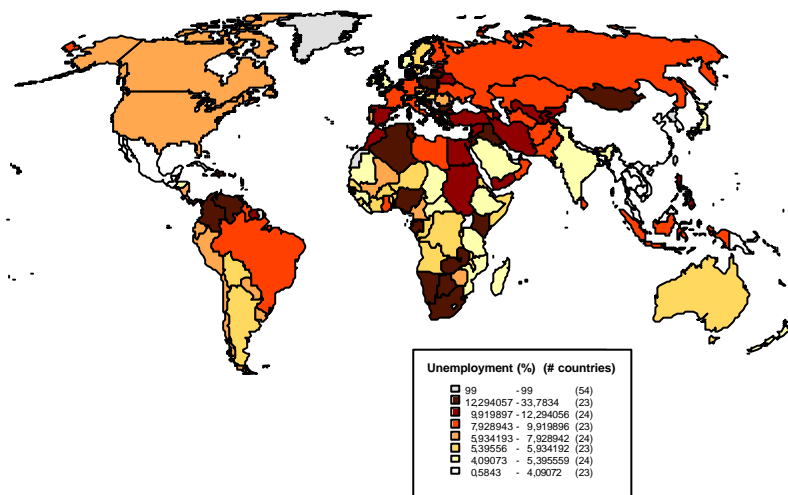 Unemployment (%) (# countries)
99 - 99 (54)
12,294057 - 33,7834 (23)
9,919897 - 12,294056 (24)
7,928943 - 9,919896 (23)
5,934193 - 7,928942 (24)
5,39556 - 5,934192 (23)
4,09073 - 5,395559 (24)
0,5843 - 4,09072 (23)